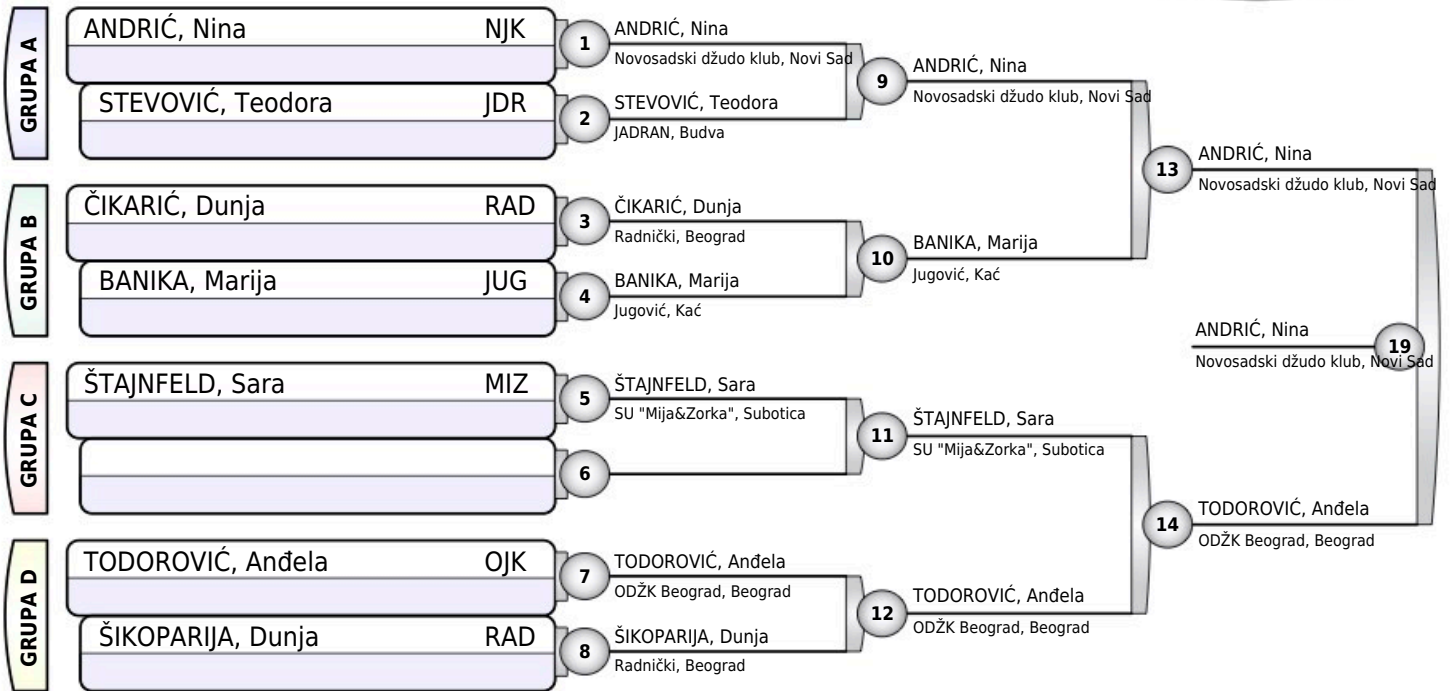 GRUPA A
ANDRIĆ, Nina NJK
STEVOVIĆ, Teodora JDR
GRUPA B
ČIKARIĆ, Dunja RAD
BANIKA, Marija JUG
GRUPA C
ŠTAJNFELD, Sara MIZ
GRUPA D
TODOROVIĆ, Anđela OJK
ŠIKOPARIJA, Dunja RAD
1
ANDRIĆ, Nina
Novosadski džudo klub, Novi Sad
2
STEVOVIĆ, Teodora
JADRAN, Budva
3
ČIKARIĆ, Dunja
Radnički, Beograd
4
BANIKA, Marija
Jugović, Kać
5
ŠTAJNFELD, Sara
SU "Mija&Zorka", Subotica
6
7
TODOROVIĆ, Anđela
ODŽK Beograd, Beograd
8
ŠIKOPARIJA, Dunja
Radnički, Beograd
9
ANDRIĆ, Nina
Novosadski džudo klub, Novi Sad
10
BANIKA, Marija
Jugović, Kać
11
ŠTAJNFELD, Sara
SU "Mija&Zorka", Subotica
12
TODOROVIĆ, Anđela
ODŽK Beograd, Beograd
13
ANDRIĆ, Nina
Novosadski džudo klub, Novi Sad
14
TODOROVIĆ, Anđela
ODŽK Beograd, Beograd
19
ANDRIĆ, Nina
Novosadski džudo klub, Novi Sad